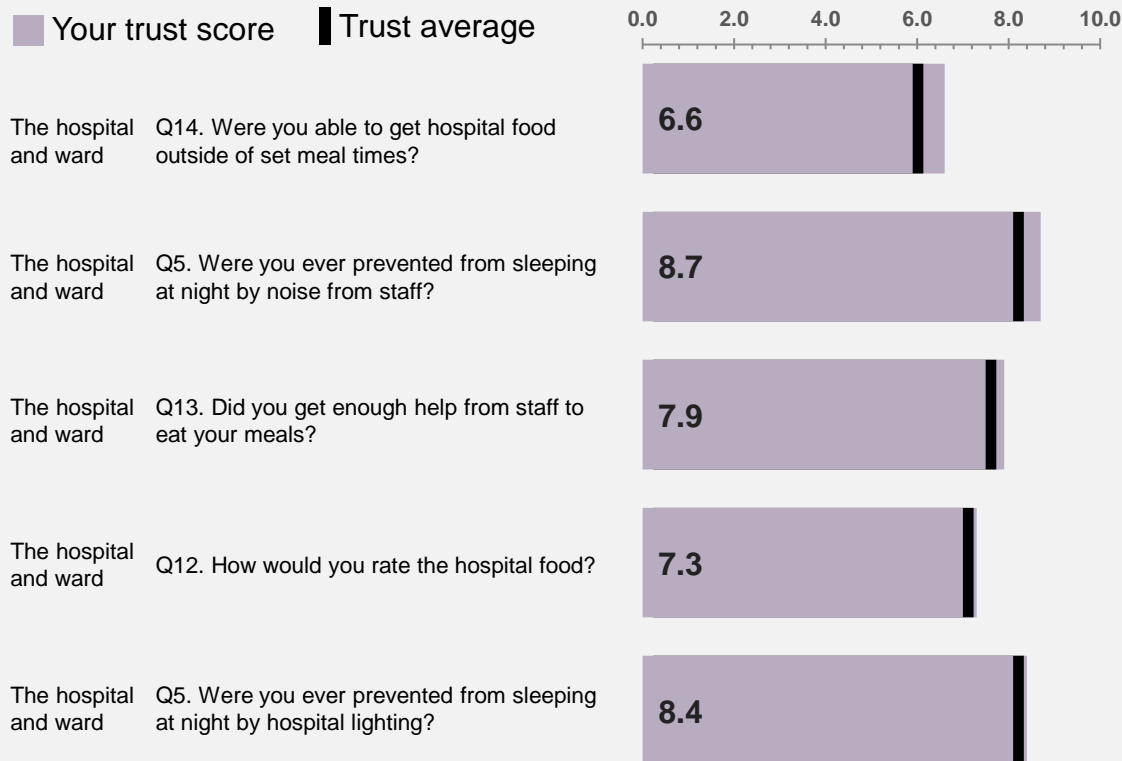 Your trust score Trust average
0.0 2.0 4.0 6.0 8.0 10.0
The hospital and ward
Q14. Were you able to get hospital food
outside of set meal times?
6.6
The hospital and ward
Q5. Were you ever prevented from sleeping
at night by noise from staff?
8.7
The hospital and ward
Q13. Did you get enough help from staff to
eat your meals?
7.9
The hospital and ward
Q12. How would you rate the hospital food?
7.3
The hospital and ward
Q5. Were you ever prevented from sleeping
at night by hospital lighting?
8.4